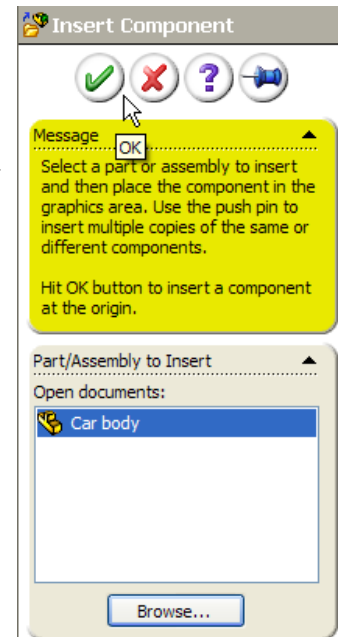 Insert Component
?
Message
OK
Select a part or assembly to insert
and then place the component in the
graphics area. Use the push pin to
insert multiple copies of the same or
different components.
Hit OK button to insert a component
at the origin.
Part/Assembly to Insert
Open documents:
Car body
Browse...